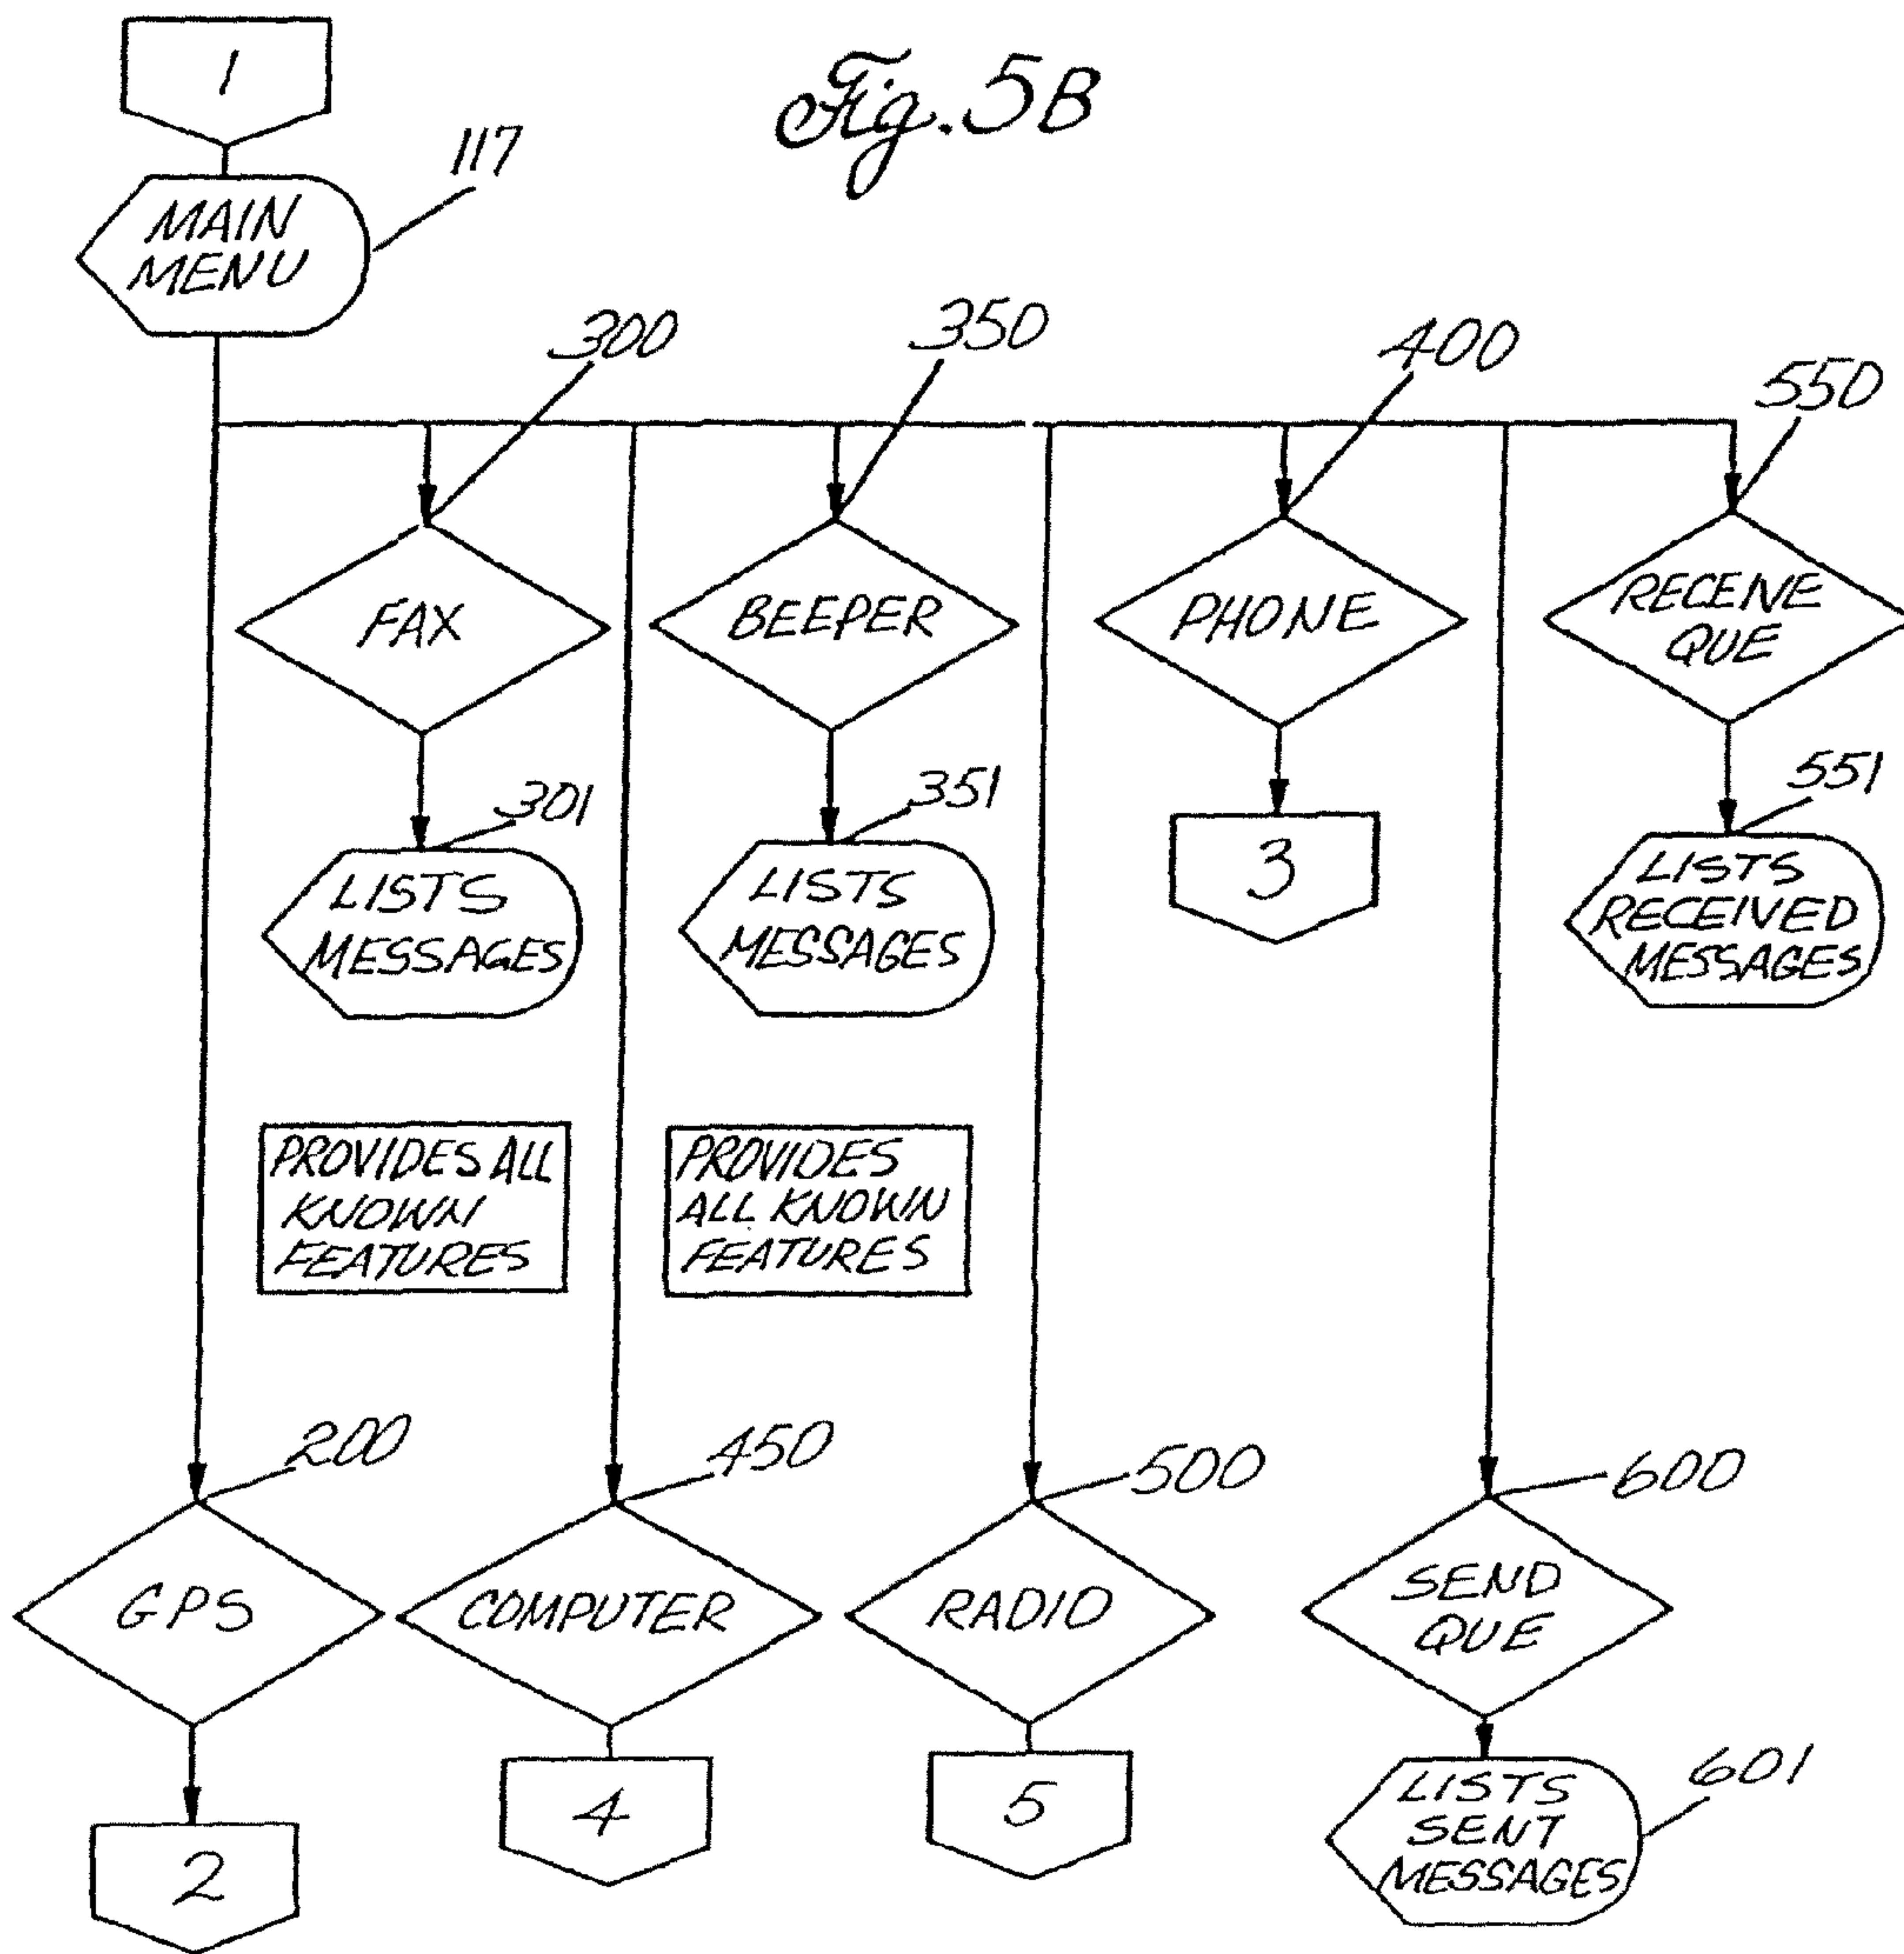 1
Fig. 5B
117
MAIN
MENU
300
350
400
550
FAX
BEEPER
PHONE
RECEIVE
QUE
301
351
3
551
LISTS
MESSAGES
LISTS
MESSAGES
LISTS
RECEIVED
MESSAGES
PROVIDES ALL
KNOWN
FEATURES
PROVIDES
ALL KNOWN
FEATURES
200
450
500
600
GPS
COMPUTER
RADIO
SEND
QUE
2
4
5
601
LISTS
SENT
MESSAGES